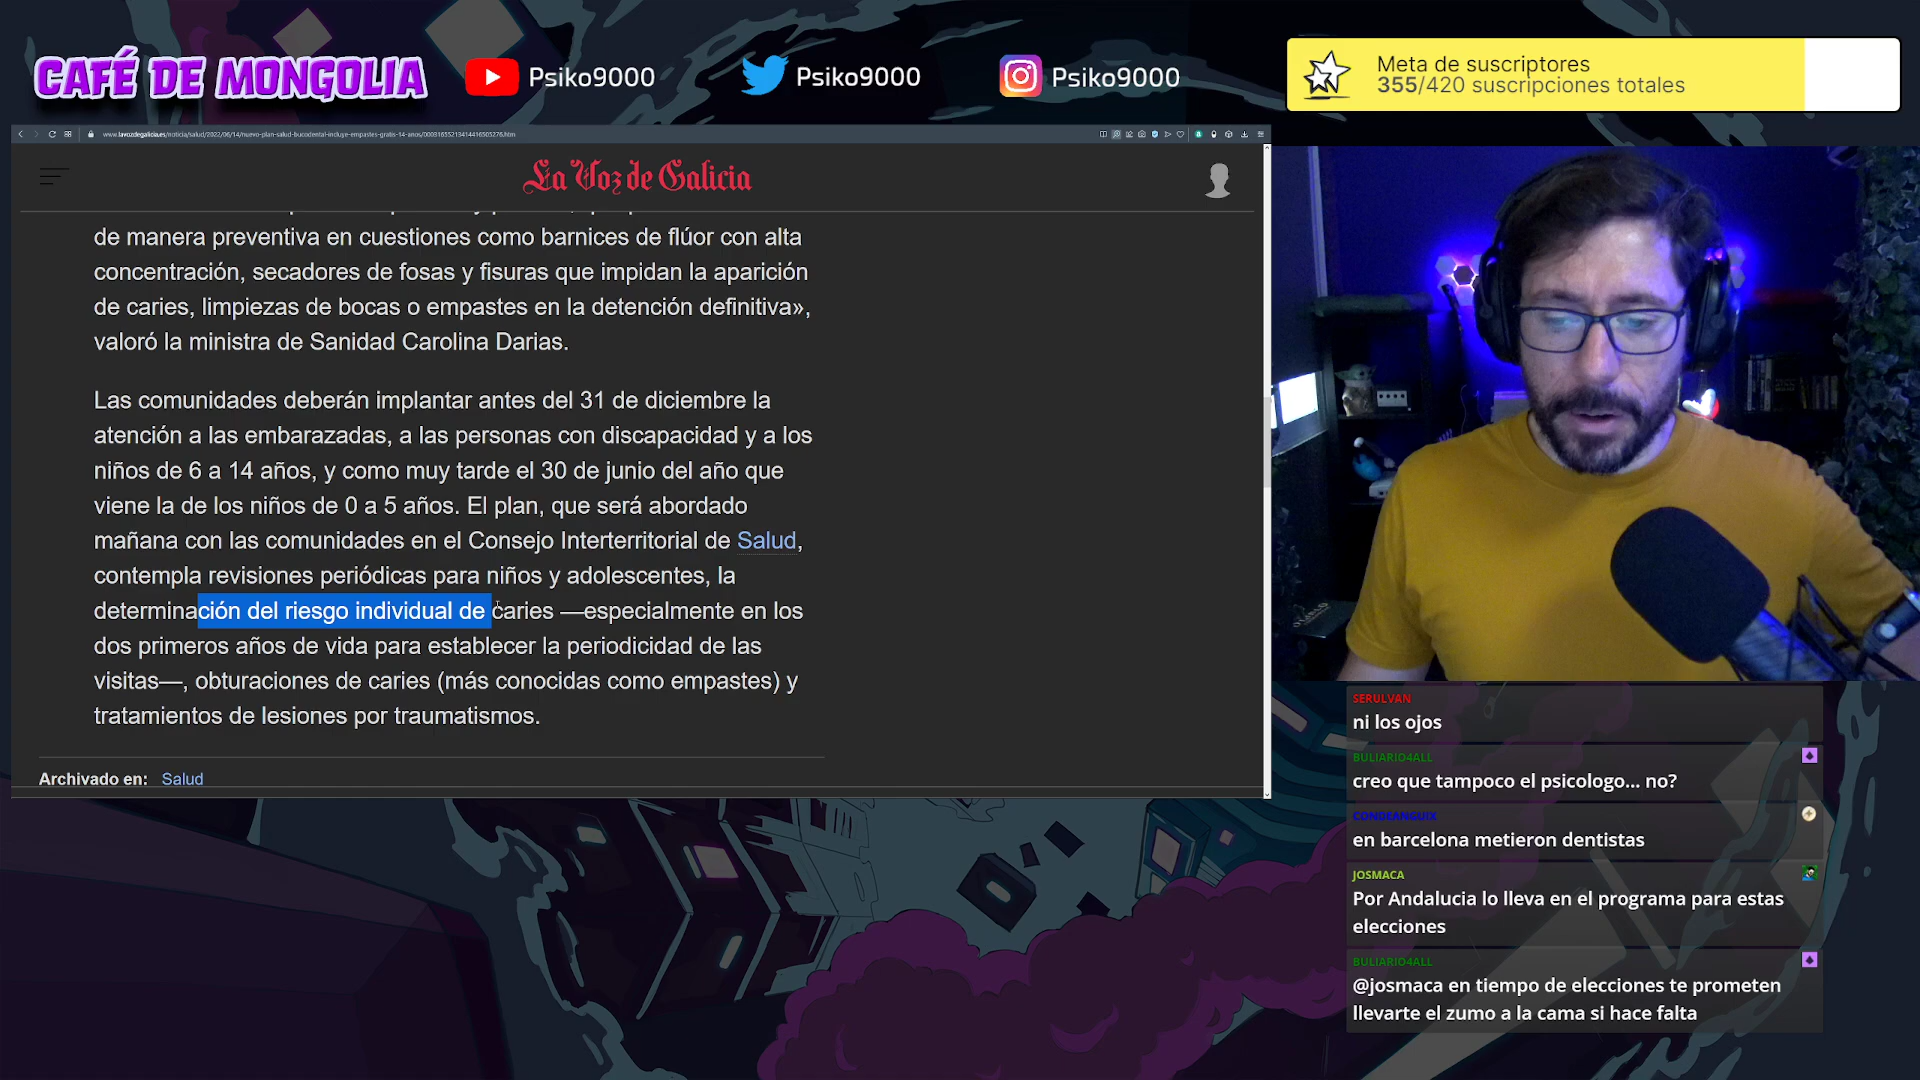 CAFÉ DE MONGOLIA
Psiko9000
Psiko9000
Psiko9000
Meta de suscriptores
355/420 suscripciones totales
La Voz de Galicia
de manera preventiva en cuestiones como barnices de flúor con alta
concentración, secadores de fosas y fisuras que impidan la aparición
de caries, limpiezas de bocas o empastes en la detención definitiva»,
valoró la ministra de Sanidad Carolina Darias.
Las comunidades deberán implantar antes del 31 de diciembre la
atención a las embarazadas, a las personas con discapacidad y a los
niños de 6 a 14 años, y como muy tarde el 30 de junio del año que
viene la de los niños de 0 a 5 años. El plan, que será abordado
mañana con las comunidades en el Consejo Interterritorial de Salud,
contempla revisiones periódicas para niños y adolescentes, la
determinación del riesgo individual de caries —especialmente en los
dos primeros años de vida para establecer la periodicidad de las
visitas—, obturaciones de caries (más conocidas como empastes) y
tratamientos de lesiones por traumatismos.
Archivado en: Salud
SERULVAN
ni los ojos
BULIARIO4ALL
creo que tampoco el psicologo... no?
CONDEANGUIX
en barcelona metieron dentistas
JOSMACA
Por Andalucia lo lleva en el programa para estas
elecciones
BULIARIO4ALL
@josmaca en tiempo de elecciones te prometen
llevarte el zumo a la cama si hace falta